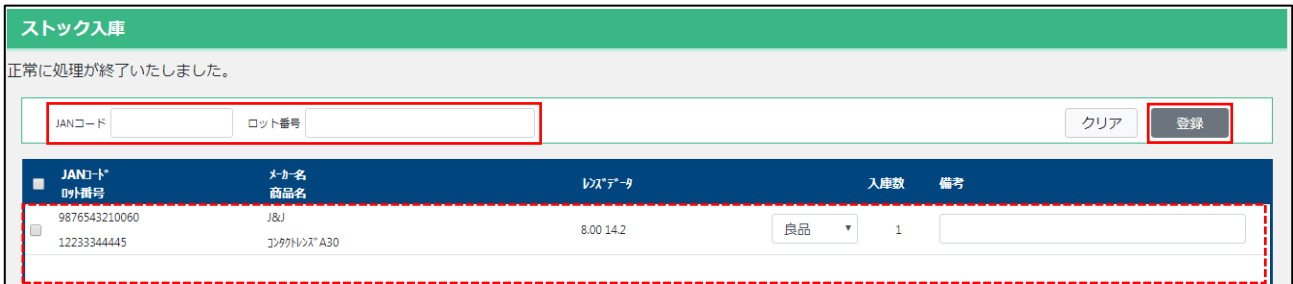 ストック入庫
正常に処理が終了いたしました。
JANコード ロット番号 クリア 登録
JANｺｰﾄﾞ ﾒｰｶｰ名 ﾚﾝｽﾞﾃﾞｰﾀ 入庫数 備考
ﾛｯﾄ番号 商品名
9876543210060 J&J 8.00 14.2 良品 1
12233344445 ｺﾝﾀｸﾄﾚﾝｽﾞA30